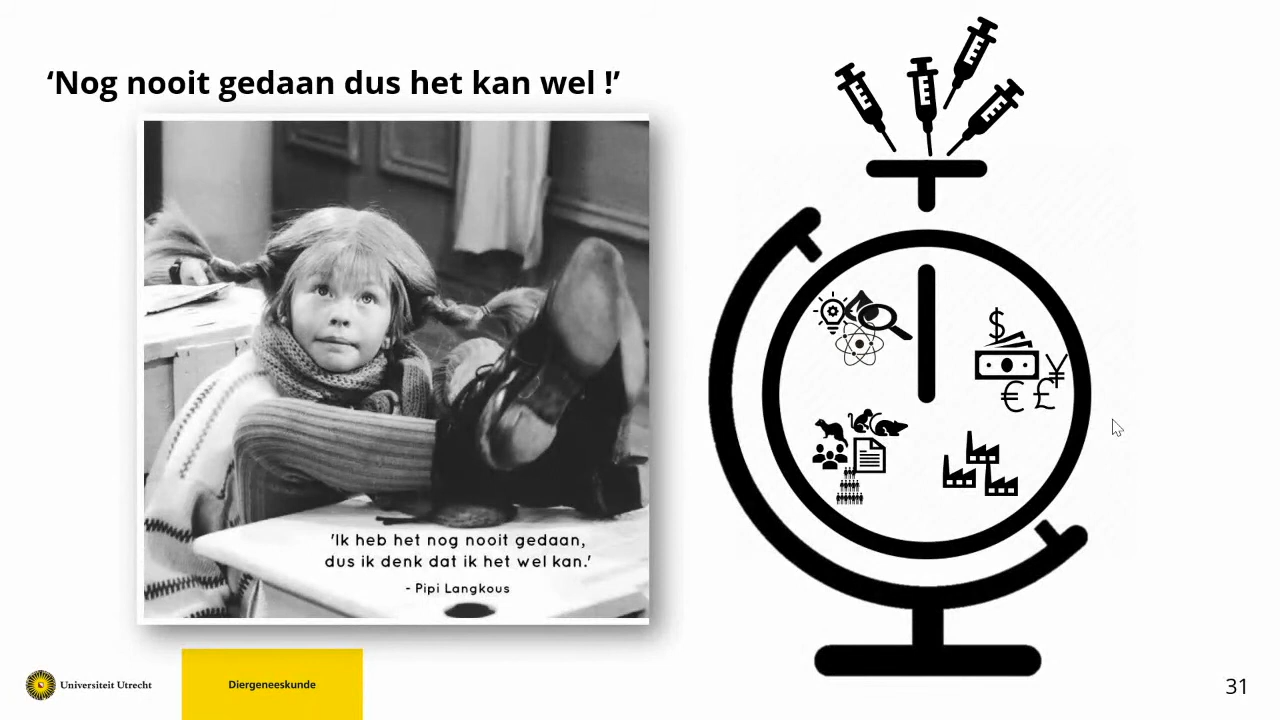 ‘Nog nooit gedaan dus het kan wel !’
'Ik heb het nog nooit gedaan,
dus ik denk dat ik het wel kan.'
- Pipi Langkous
$
¥
€ £
Universiteit Utrecht
Diergeneeskunde
31